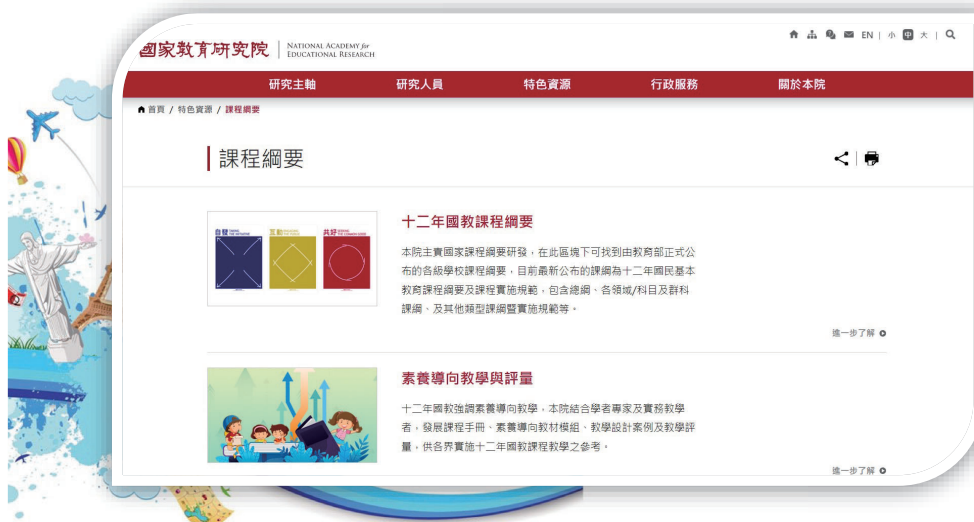 EN | 小 中 大 |
國家教育研究院 | NATIONAL ACADEMY for
EDUCATIONAL RESEARCH
研究主軸 研究人員 特色資源 行政服務 關於本院
首頁 / 特色資源 / 課程綱要
課程綱要
自發 TAKING THE INITIATIVE 互動 共好 SEEKING THE COMMON GOOD
十二年國教課程綱要
本院主責國家課程綱要研發，在此區塊下可找到由教育部正式公
布的各級學校課程綱要，目前最新公布的課綱為十二年國民基本
教育課程綱要及課程實施規範，包含總綱、各領域/科目及群科
課綱、及其他類型課綱暨實施規範等。
進一步了解
素養導向教學與評量
十二年國教強調素養導向教學，本院結合學者專家及實務教學
者，發展課程手冊、素養導向教材模組、教學設計案例及教學評
量，供各界實施十二年國教課程教學之參考。
進一步了解